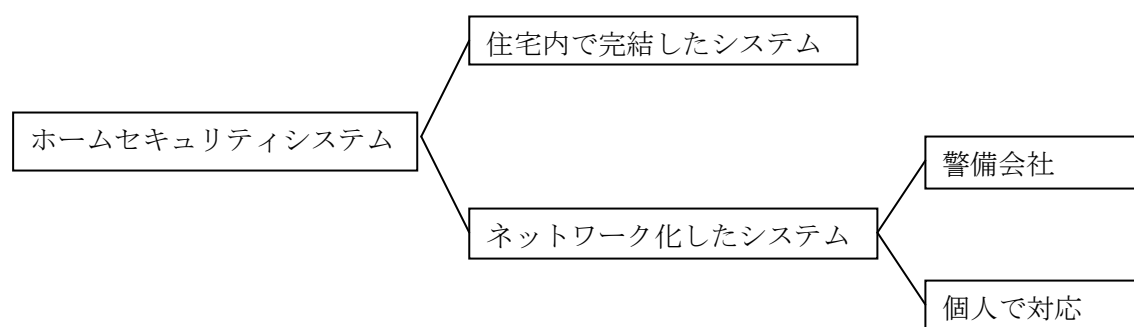 住宅内で完結したシステム
ホームセキュリティシステム
警備会社
ネットワーク化したシステム
個人で対応